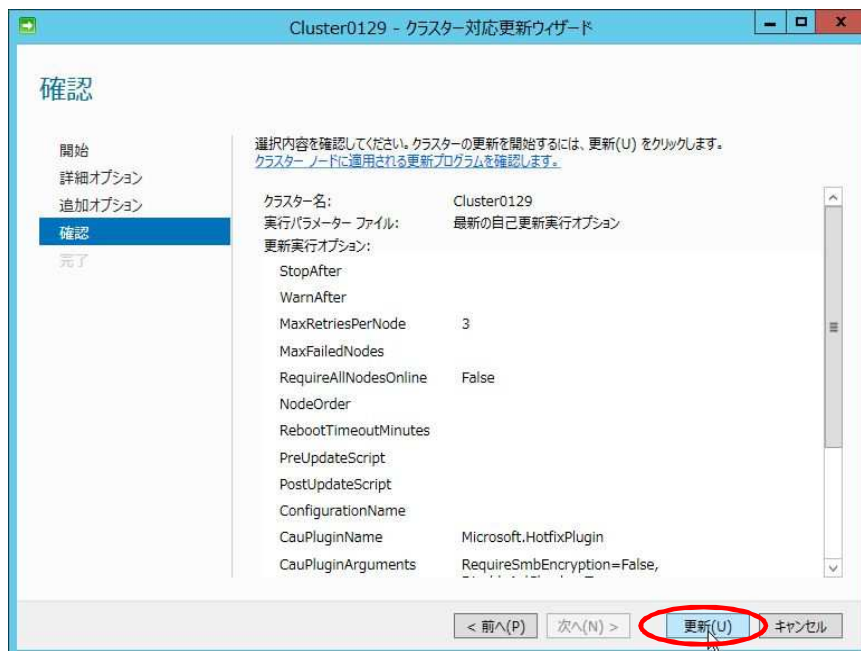 Cluster0129 - クラスター対応更新ウィザード
確認
開始
詳細オプション
追加オプション
確認
完了
選択内容を確認してください。クラスターの更新を開始するには、更新(U) をクリックします。
クラスター ノードに適用される更新プログラムを確認します。
クラスター名: Cluster0129
実行パラメーター ファイル: 最新の自己更新実行オプション
更新実行オプション:
StopAfter
WarnAfter
MaxRetriesPerNode 3
MaxFailedNodes
RequireAllNodesOnline False
NodeOrder
RebootTimeoutMinutes
PreUpdateScript
PostUpdateScript
ConfigurationName
CauPluginName Microsoft.HotfixPlugin
CauPluginArguments RequireSmbEncryption=False,
< 前へ(P) 次へ(N) > 更新(U) キャンセル